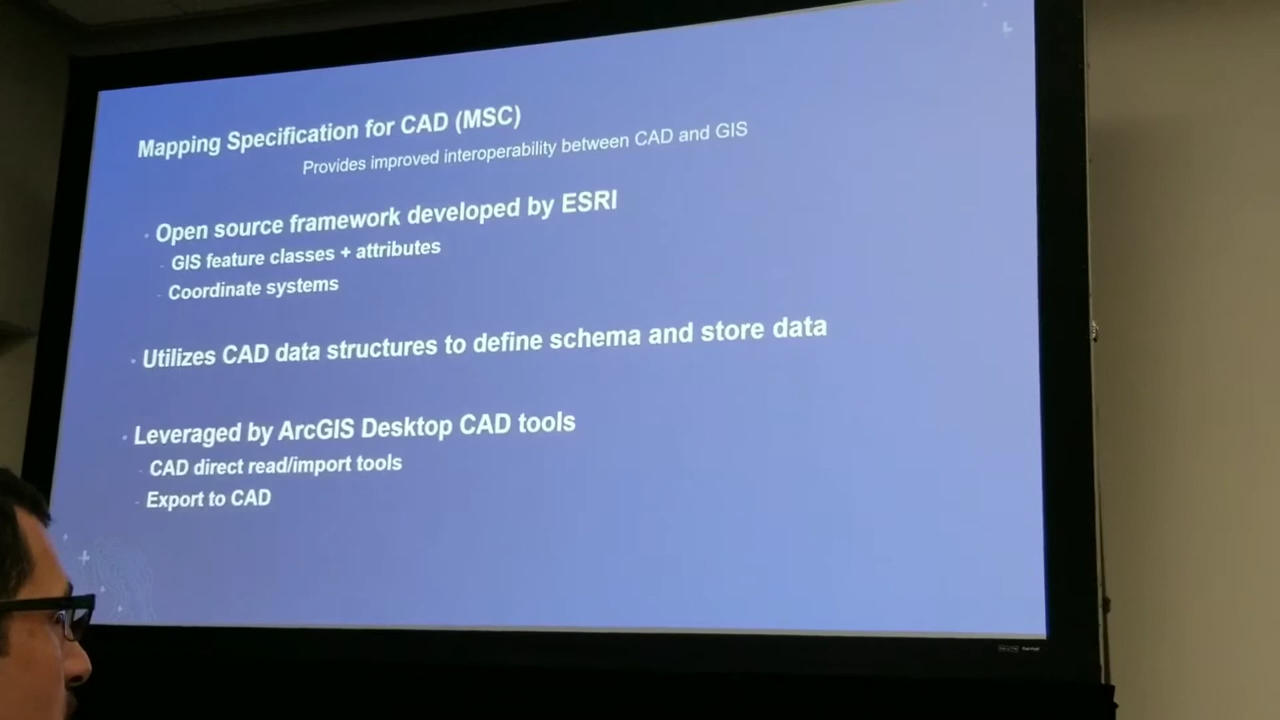 Mapping Specification for CAD (MSC)
Provides improved interoperability between CAD and GIS
· Open source framework developed by ESRI
- GIS feature classes + attributes
- Coordinate systems
· Utilizes CAD data structures to define schema and store data
· Leveraged by ArcGIS Desktop CAD tools
- CAD direct read/import tools
- Export to CAD